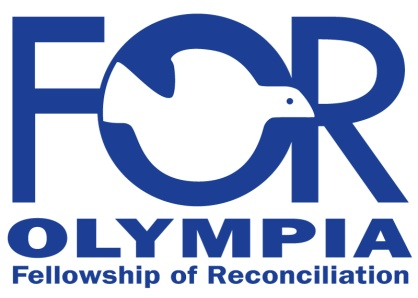 FOR
OLYMPIA
Fellowship of Reconciliation